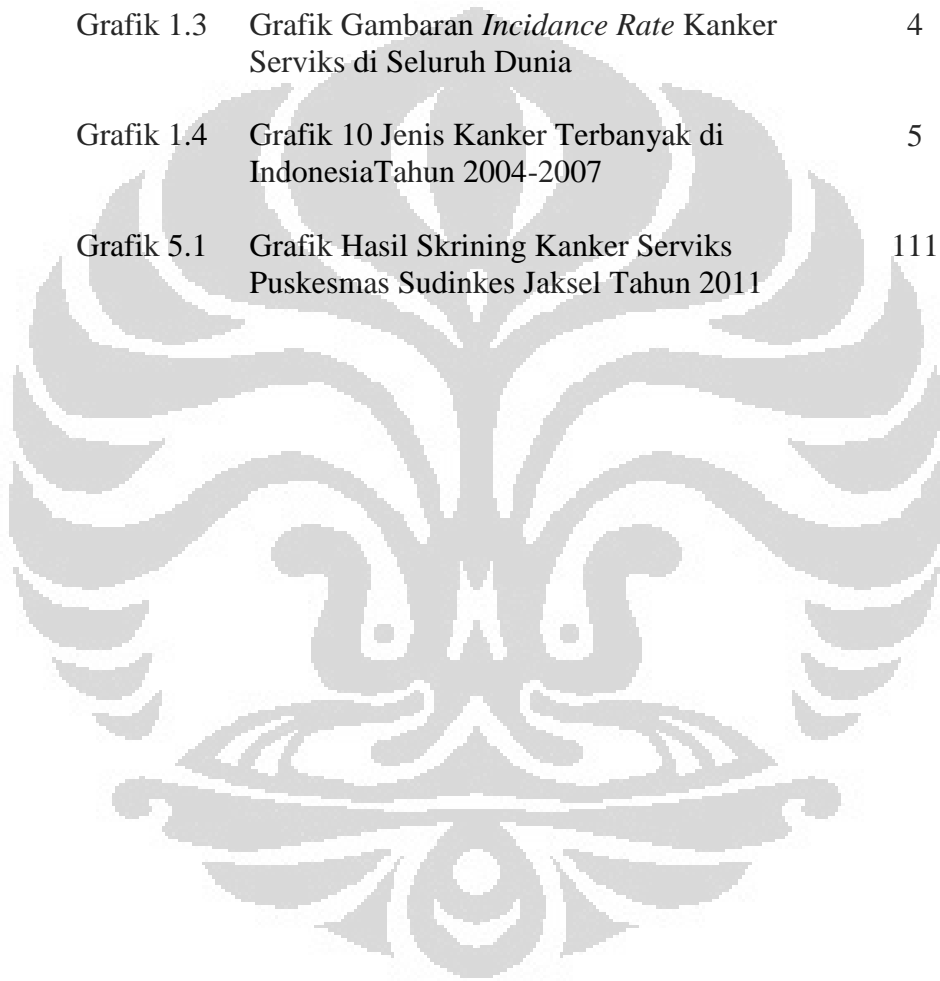 Grafik 1.3 Grafik Gambaran Incidance Rate Kanker 4
Serviks di Seluruh Dunia
Grafik 1.4 Grafik 10 Jenis Kanker Terbanyak di 5
IndonesiaTahun 2004-2007
Grafik 5.1 Grafik Hasil Skrining Kanker Serviks 111
Puskesmas Sudinkes Jaksel Tahun 2011